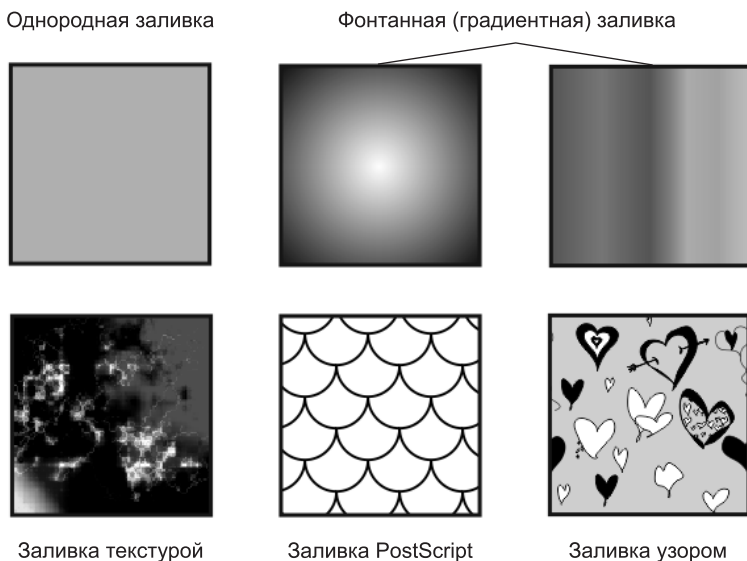 Однородная заливка
Фонтанная (градиентная) заливка
Заливка текстурой
Заливка PostScript
Заливка узором